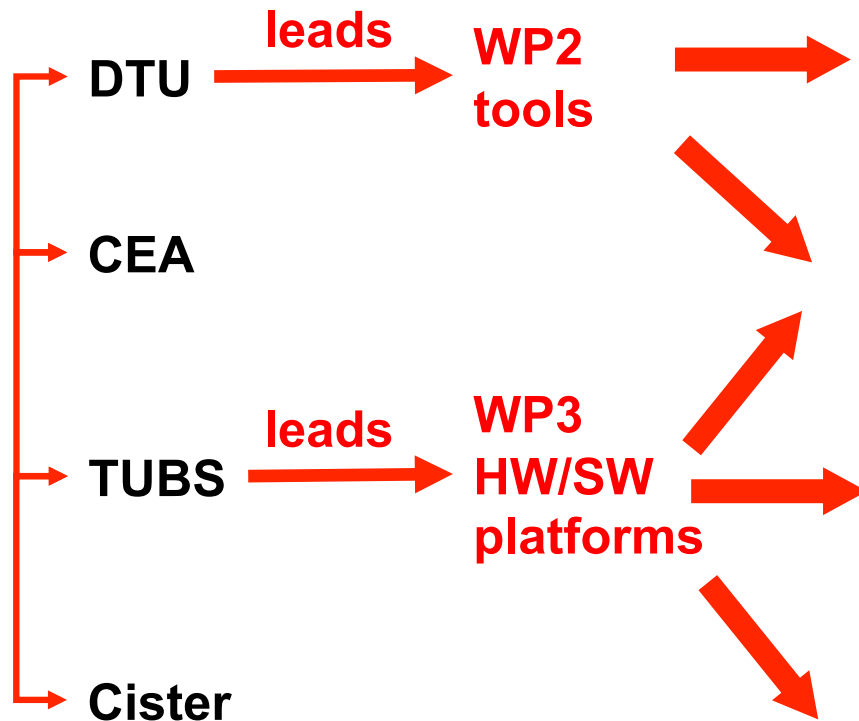 leads
DTU
WP2
tools
CEA
leads
TUBS
WP3
HW/SW
platforms
Cister